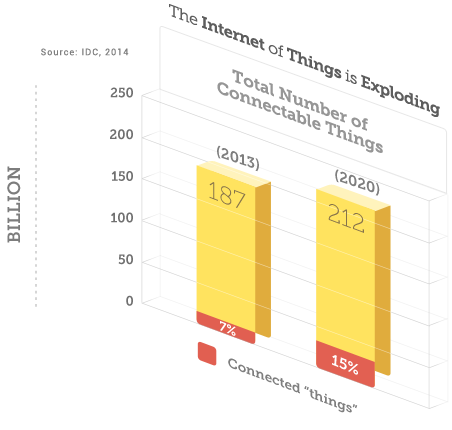 The Internet of Things is Exploding
Source: IDC, 2014
Total Number of
Connectable Things
250
200
150
100
50
0
BILLION
(2013)
187
7%
(2020)
212
15%
Connected "things"